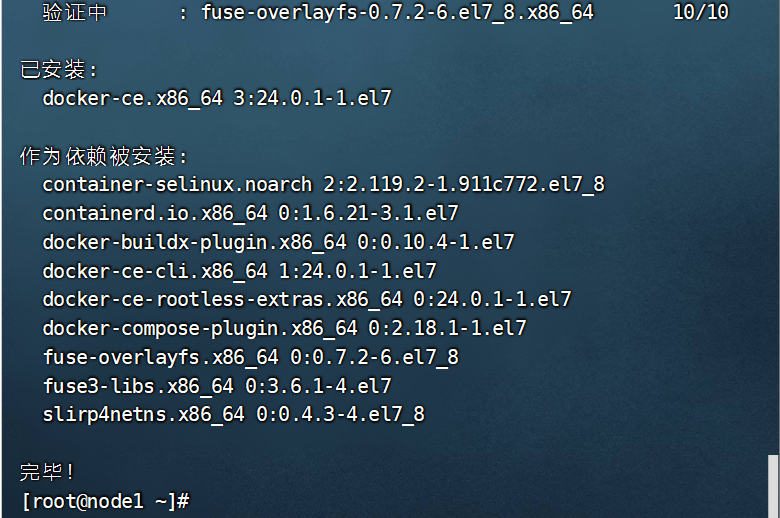 验证中 : fuse-overlayfs-0.7.2-6.el7_8.x86_64 10/10
已安装:
docker-ce.x86_64 3:24.0.1-1.el7
作为依赖被安装:
container-selinux.noarch 2:2.119.2-1.911c772.el7_8
containerd.io.x86_64 0:1.6.21-3.1.el7
docker-buildx-plugin.x86_64 0:0.10.4-1.el7
docker-ce-cli.x86_64 1:24.0.1-1.el7
docker-ce-rootless-extras.x86_64 0:24.0.1-1.el7
docker-compose-plugin.x86_64 0:2.18.1-1.el7
fuse-overlayfs.x86_64 0:0.7.2-6.el7_8
fuse3-libs.x86_64 0:3.6.1-4.el7
slirp4netns.x86_64 0:0.4.3-4.el7_8
完毕!
[root@node1 ~]#